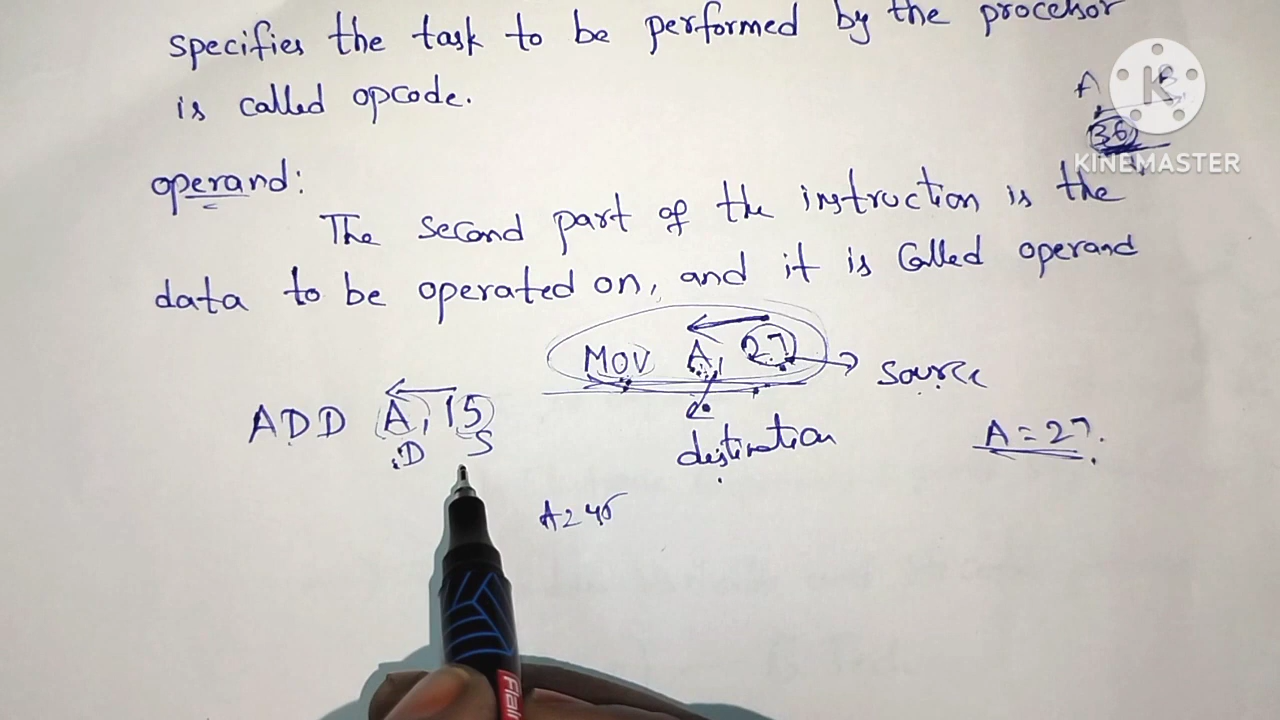 specifies the task to be performed by the processor
is called opcode.
A B
36
K
KINEMASTER
operand:
The second part of the instruction is the
data to be operated on, and it is called operand
MOV A, 27 → source
ADD A, 15
D S
destination
A = 27.
Flair